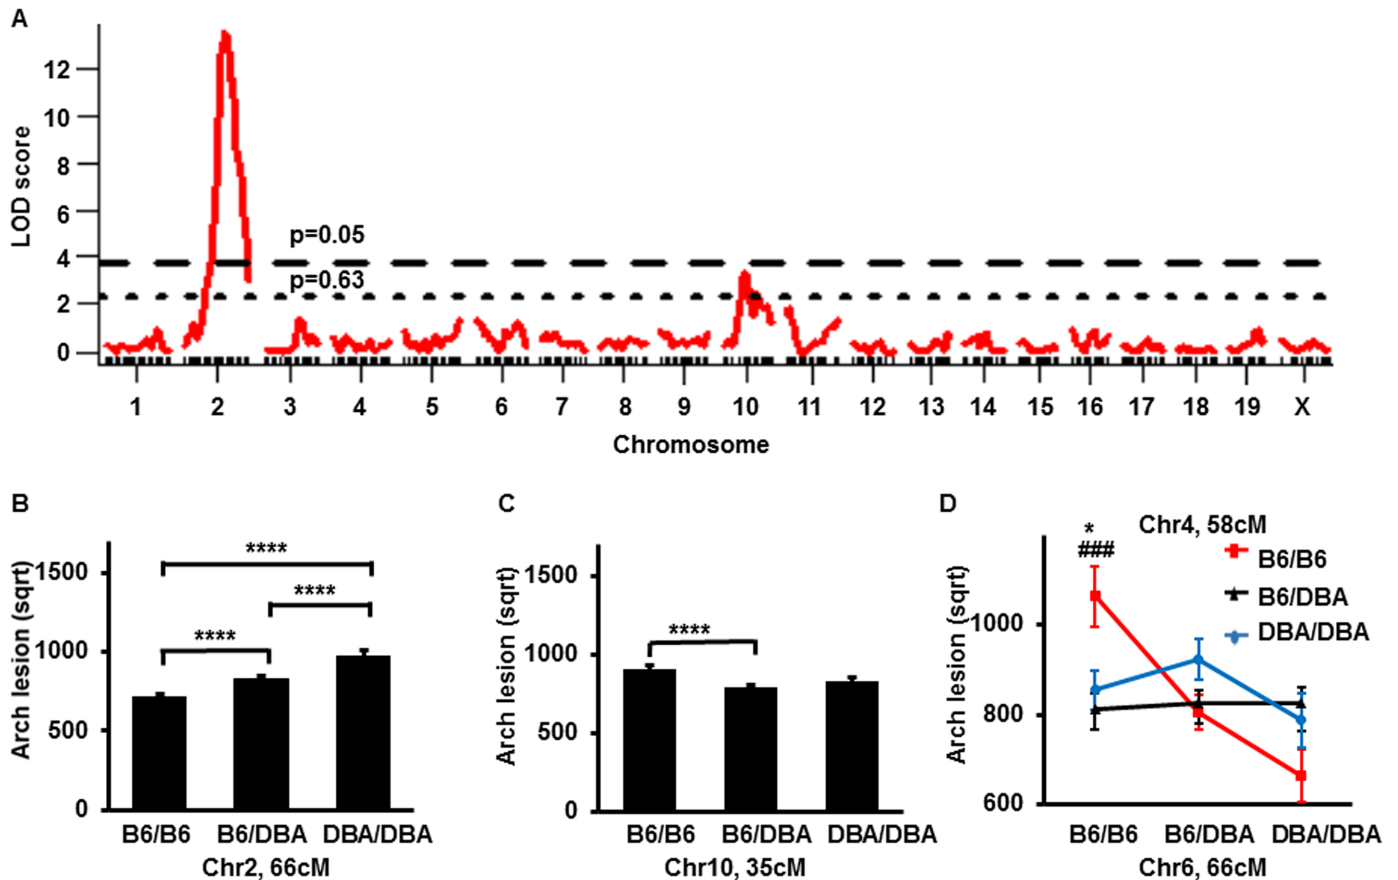 A
LOD score
12
10
8
6
4
2
0
p=0.05
p=0.63
1 2 3 4 5 6 7 8 9 10 11 12 13 14 15 16 17 18 19 X
Chromosome
B
Arch lesion (sqrt)
1500
1000
500
0
****
****
****
B6/B6 B6/DBA DBA/DBA
Chr2, 66cM
C
Arch lesion (sqrt)
1500
1000
500
0
****
B6/B6 B6/DBA DBA/DBA
Chr10, 35cM
D
Arch lesion (sqrt)
1000
800
600
*
###
Chr4, 58cM
B6/B6
B6/DBA
DBA/DBA
B6/B6 B6/DBA DBA/DBA
Chr6, 66cM